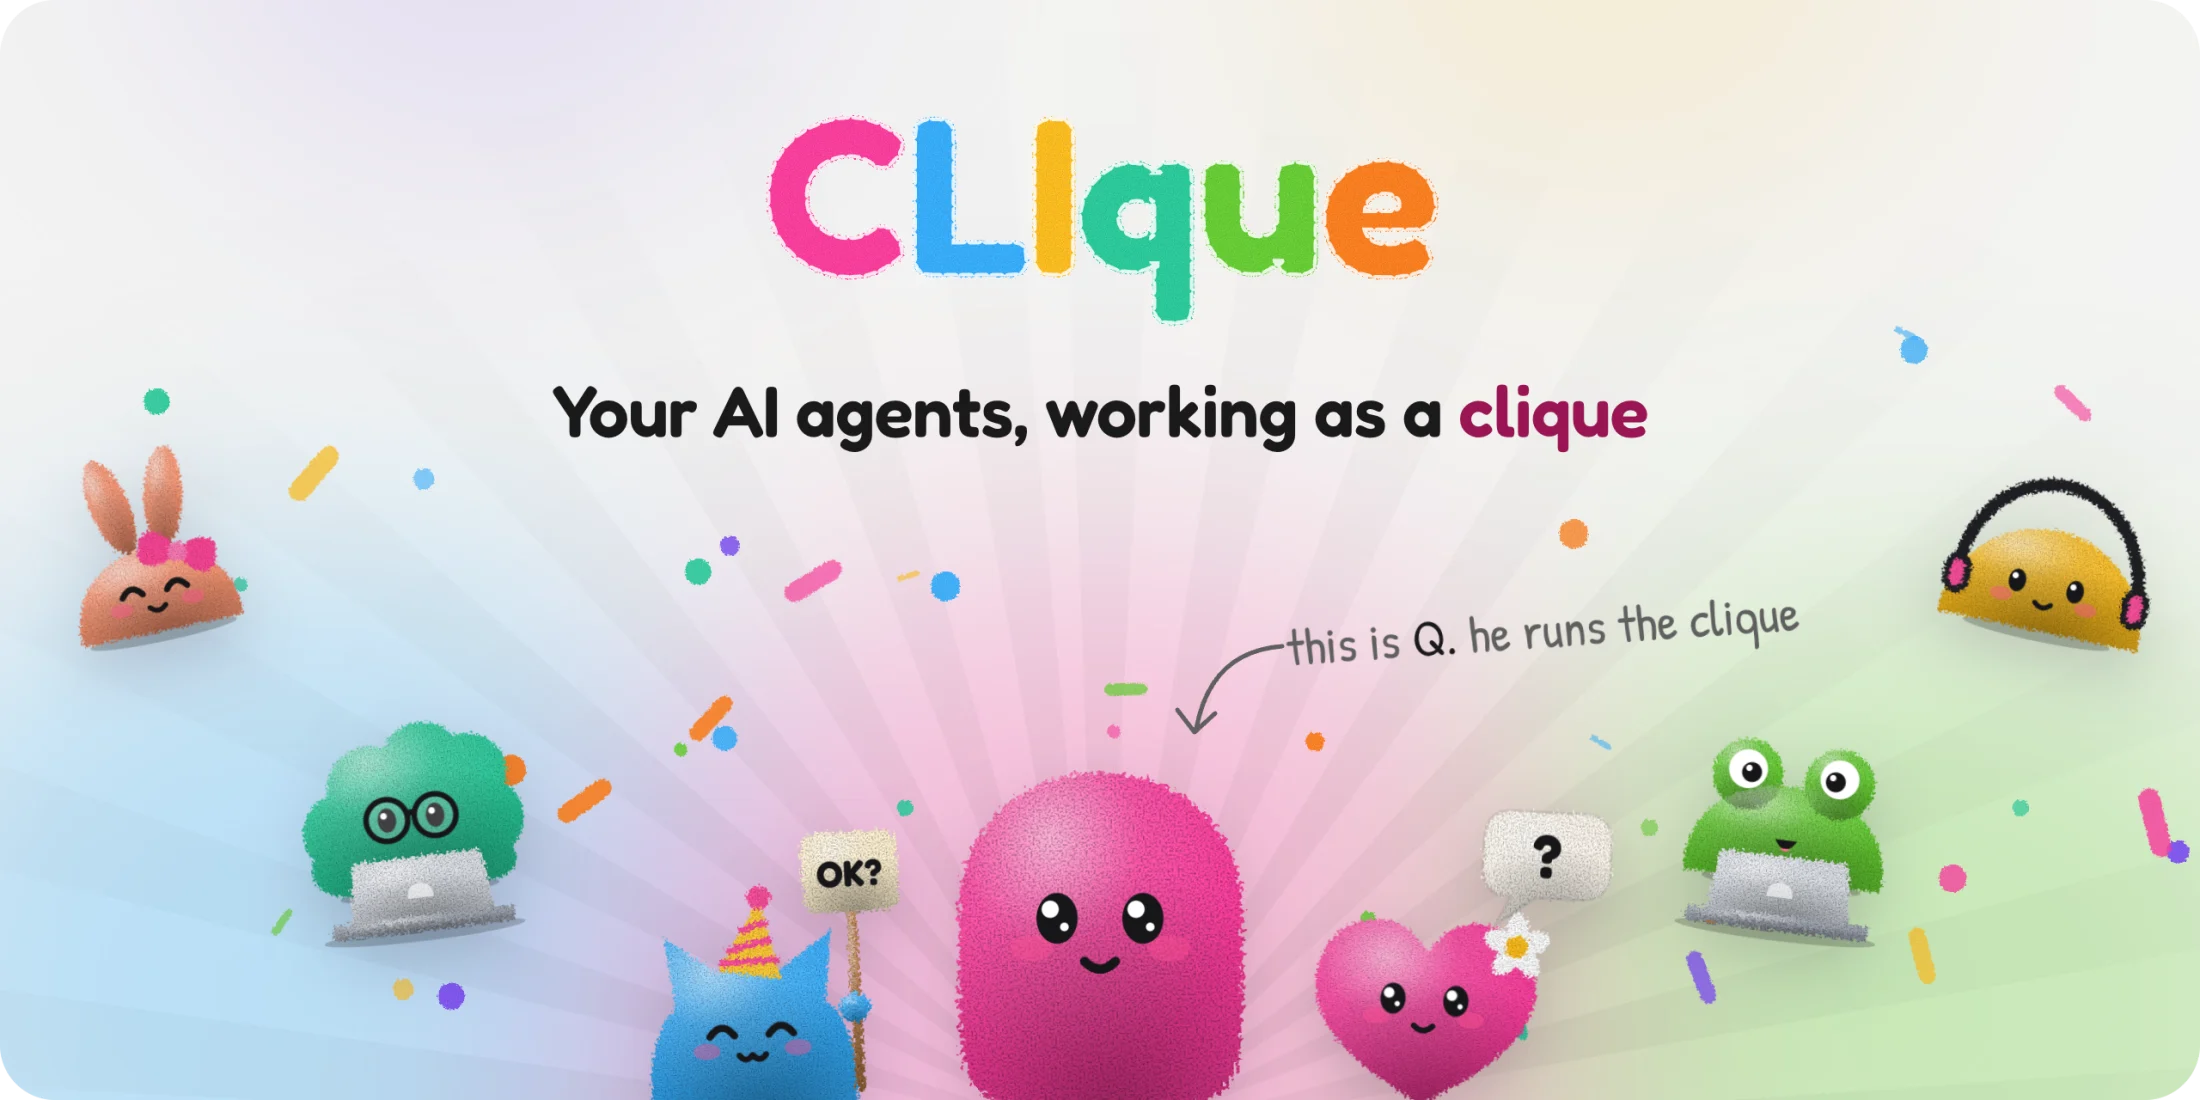 CLIque
Your AI agents, working as a clique
this is Q. he runs the clique
OK?
?